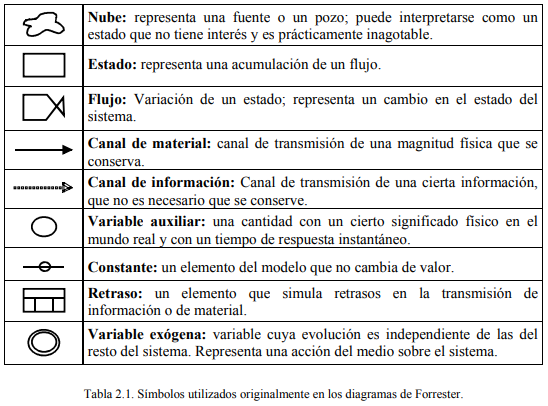 Nube: representa una fuente o un pozo; puede interpretarse como un
estado que no tiene interés y es prácticamente inagotable.
Estado: representa una acumulación de un flujo.
Flujo: Variación de un estado; representa un cambio en el estado del
sistema.
Canal de material: canal de transmisión de una magnitud física que se
conserva.
Canal de información: Canal de transmisión de una cierta información,
que no es necesario que se conserve.
Variable auxiliar: una cantidad con un cierto significado físico en el
mundo real y con un tiempo de respuesta instantáneo.
Constante: un elemento del modelo que no cambia de valor.
Retraso: un elemento que simula retrasos en la transmisión de
información o de material.
Variable exógena: variable cuya evolución es independiente de las del
resto del sistema. Representa una acción del medio sobre el sistema.
Tabla 2.1. Símbolos utilizados originalmente en los diagramas de Forrester.